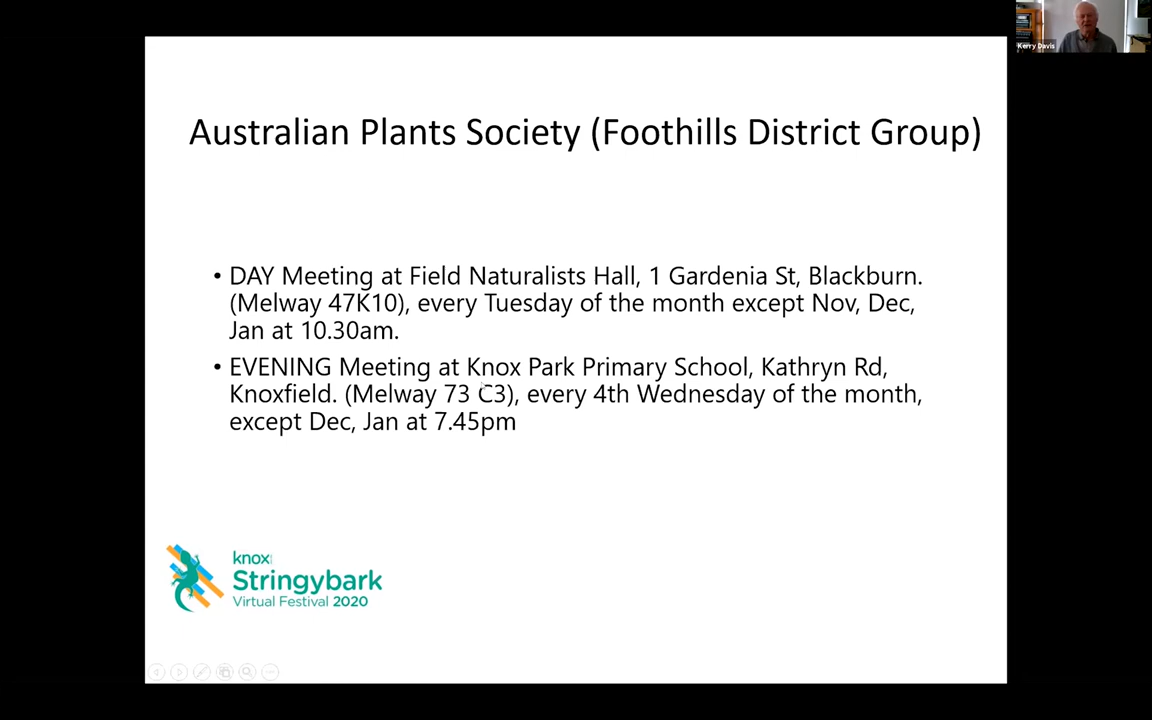 Kerry Davis
Australian Plants Society (Foothills District Group)
• DAY Meeting at Field Naturalists Hall, 1 Gardenia St, Blackburn.
(Melway 47K10), every Tuesday of the month except Nov, Dec,
Jan at 10.30am.
• EVENING Meeting at Knox Park Primary School, Kathryn Rd,
Knoxfield. (Melway 73 C3), every 4th Wednesday of the month,
except Dec, Jan at 7.45pm
knox
Stringybark
Virtual Festival 2020